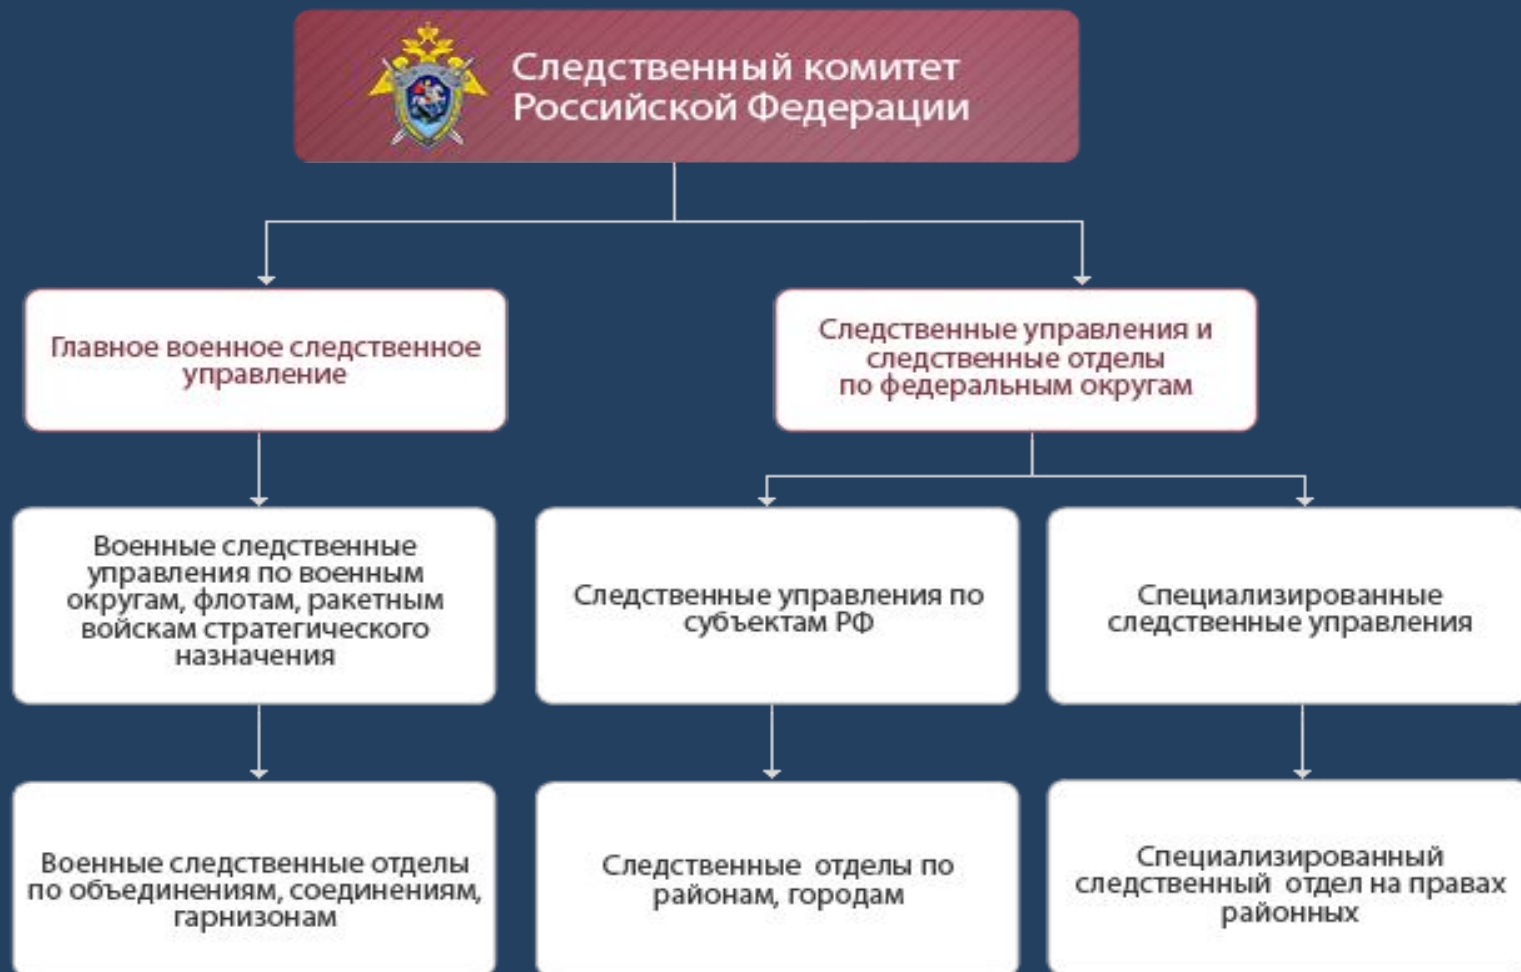 Следственный комитет
Российской Федерации
Главное военное следственное
управление
Следственные управления и
следственные отделы
по федеральным округам
Военные следственные
управления по военным
округам, флотам, ракетным
войскам стратегического
назначения
Следственные управления по
субъектам РФ
Специализированные
следственные управления
Военные следственные отделы
по объединениям, соединениям,
гарнизонам
Следственные отделы по
районам, городам
Специализированный
следственный отдел на правах
районных